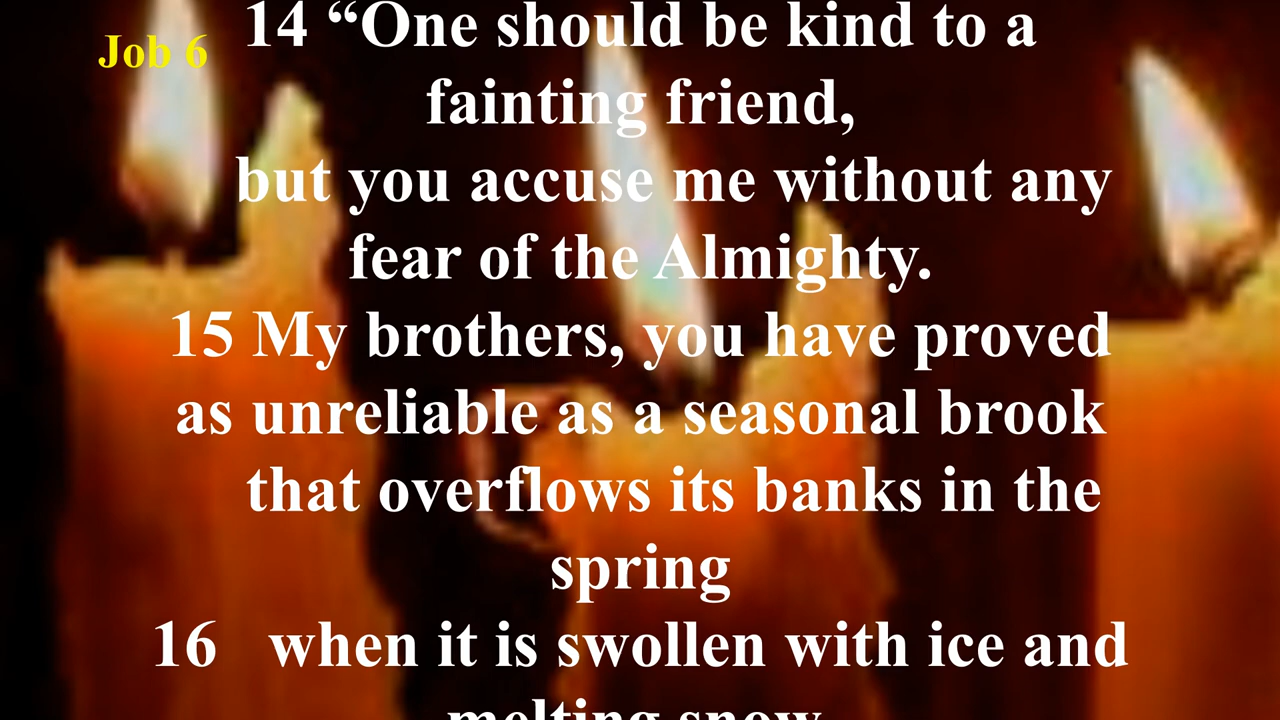 Job 6
14 “One should be kind to a
fainting friend,
but you accuse me without any
fear of the Almighty.
15 My brothers, you have proved
as unreliable as a seasonal brook
that overflows its banks in the
spring
16 when it is swollen with ice and
melting snow